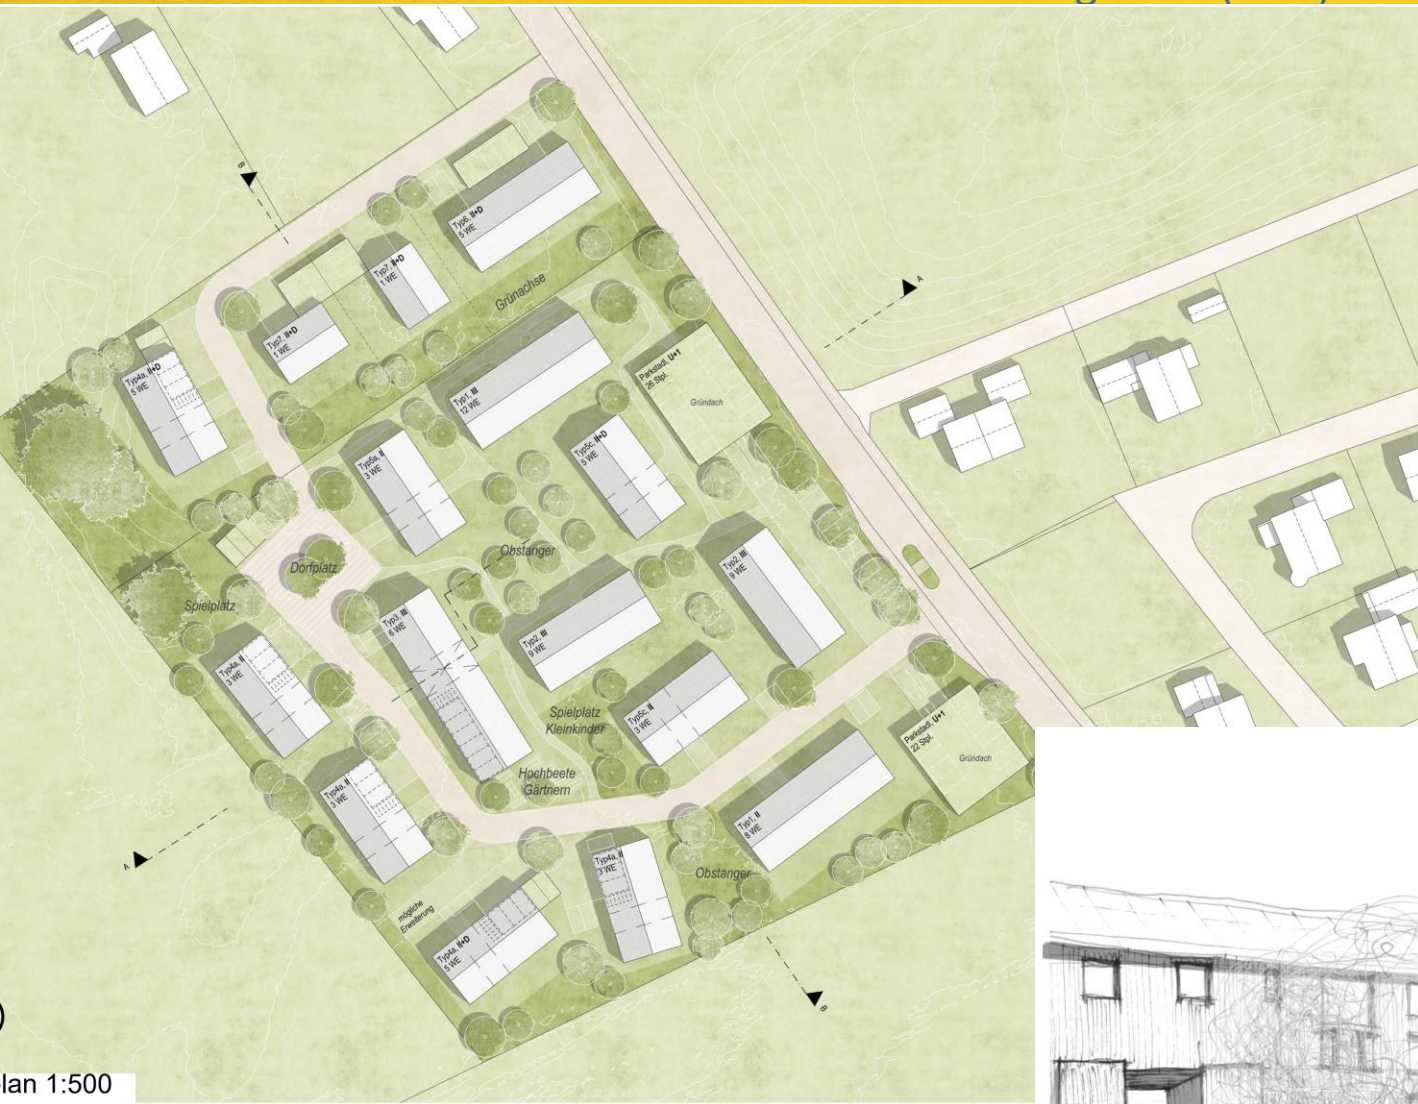 B
Typ6, II+D
5 WE
Typ7, II+D
1 WE
Grünachse
A
Typ7, II+D
1 WE
Typ4a, II+D
5 WE
Typ1, III
12 WE
Parkstadl, U+1
26 Stpl.
Gründach
Typ5a, II
3 WE
Typ5c, II+D
5 WE
Obstanger
Dorfplatz
Typ2, III
9 WE
Spielplatz
Typ3, III
6 WE
Typ2, III
9 WE
Typ4a, II
3 WE
Typ5c, II
3 WE
Spielplatz
Kleinkinder
Parkstadl, U+1
22 Stpl.
Gründach
Hochbeete
Gärtnern
Typ4a, II
3 WE
Typ1, II
8 WE
A
Typ4a, II
3 WE
Obstanger
mögliche
Erweiterung
Typ4a, II+D
5 WE
B
lan 1:500